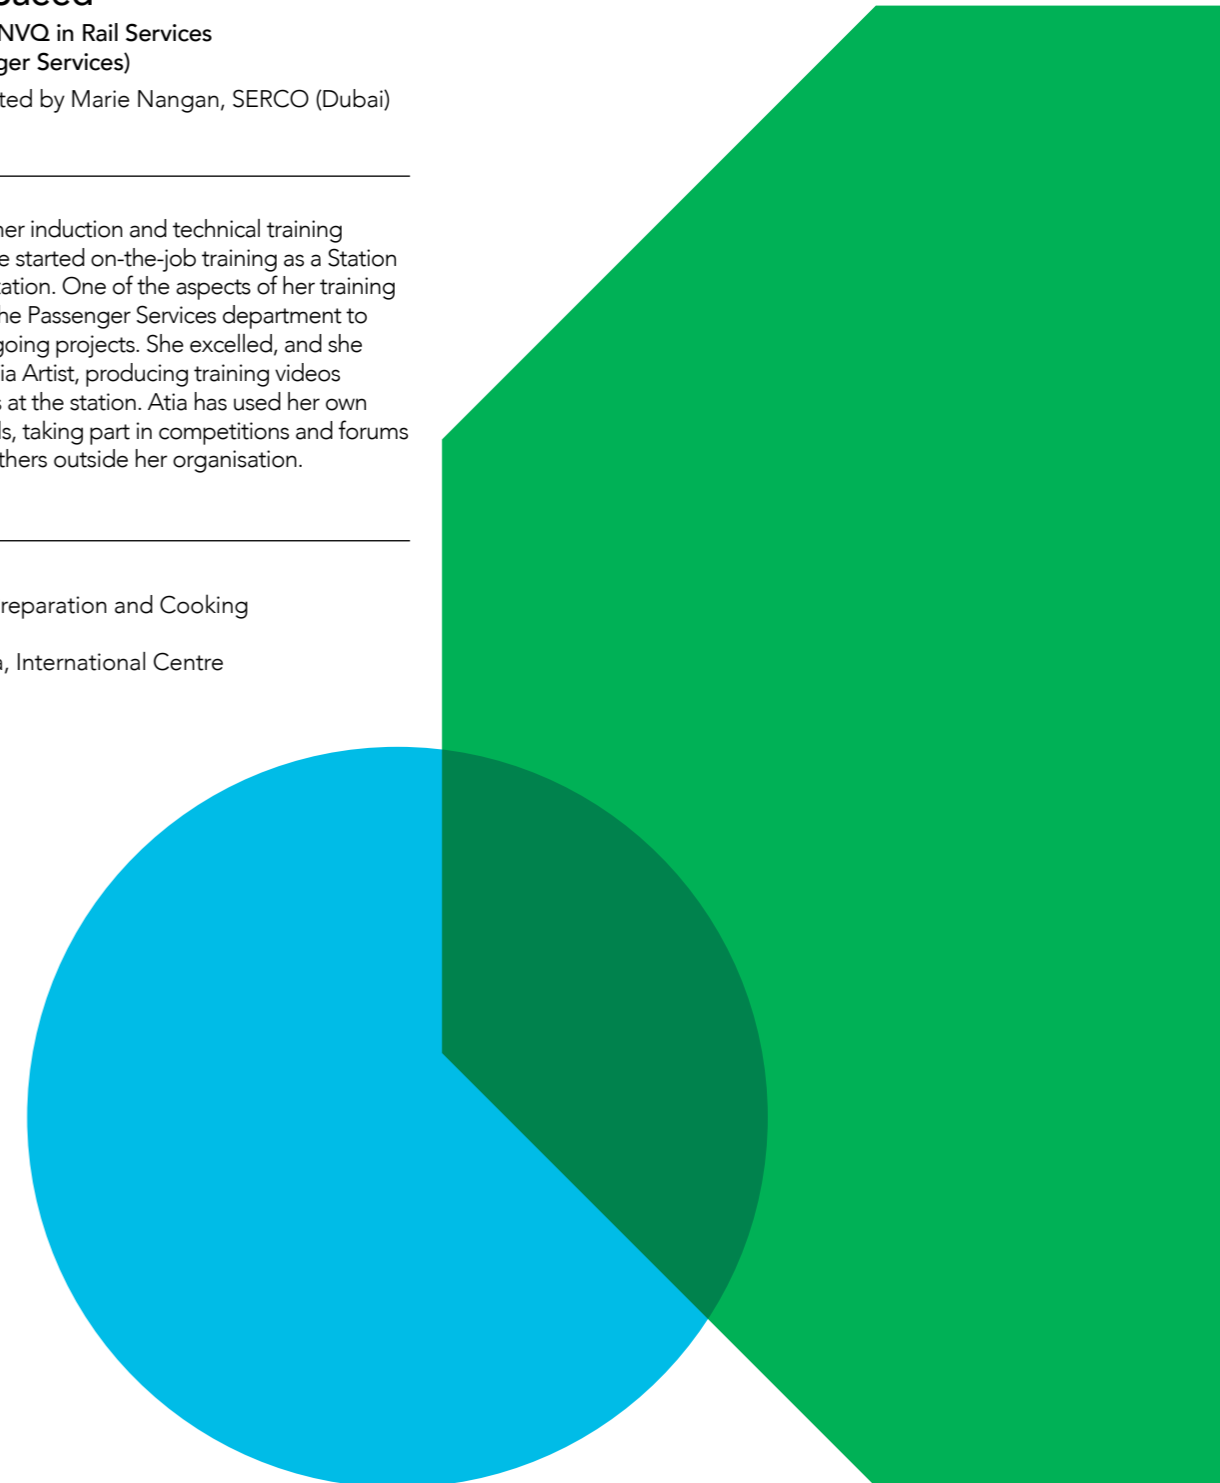 NVQ in Rail Services
ger Services)
ted by Marie Nangan, SERCO (Dubai)
her induction and technical training
e started on-the-job training as a Station
tation. One of the aspects of her training
the Passenger Services department to
going projects. She excelled, and she
ia Artist, producing training videos
s at the station. Atia has used her own
ls, taking part in competitions and forums
thers outside her organisation.
reparation and Cooking
a, International Centre